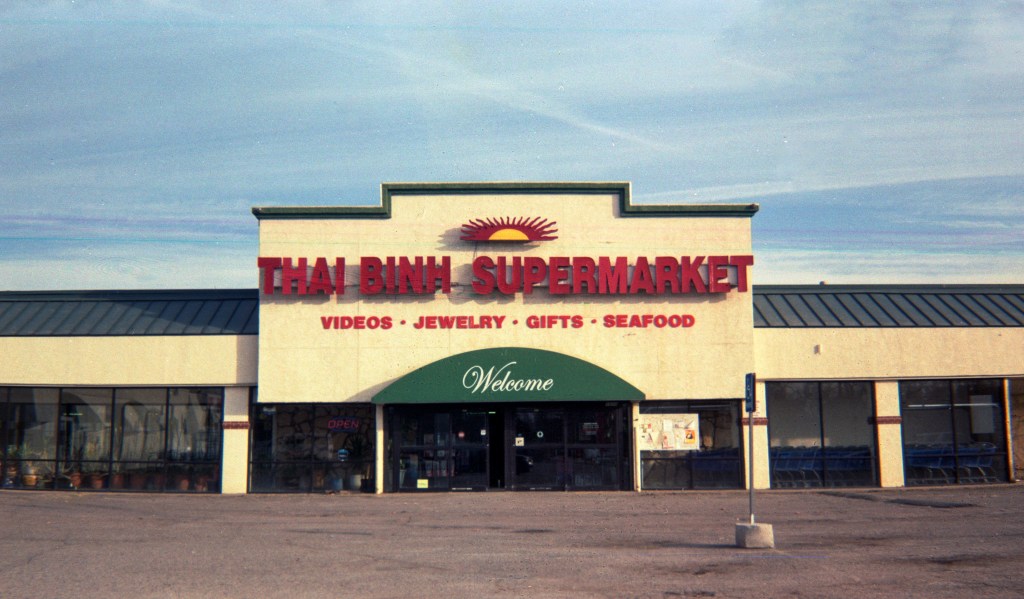 THAI BINH SUPERMARKET
VIDEOS · JEWELRY · GIFTS · SEAFOOD
Welcome
OPEN